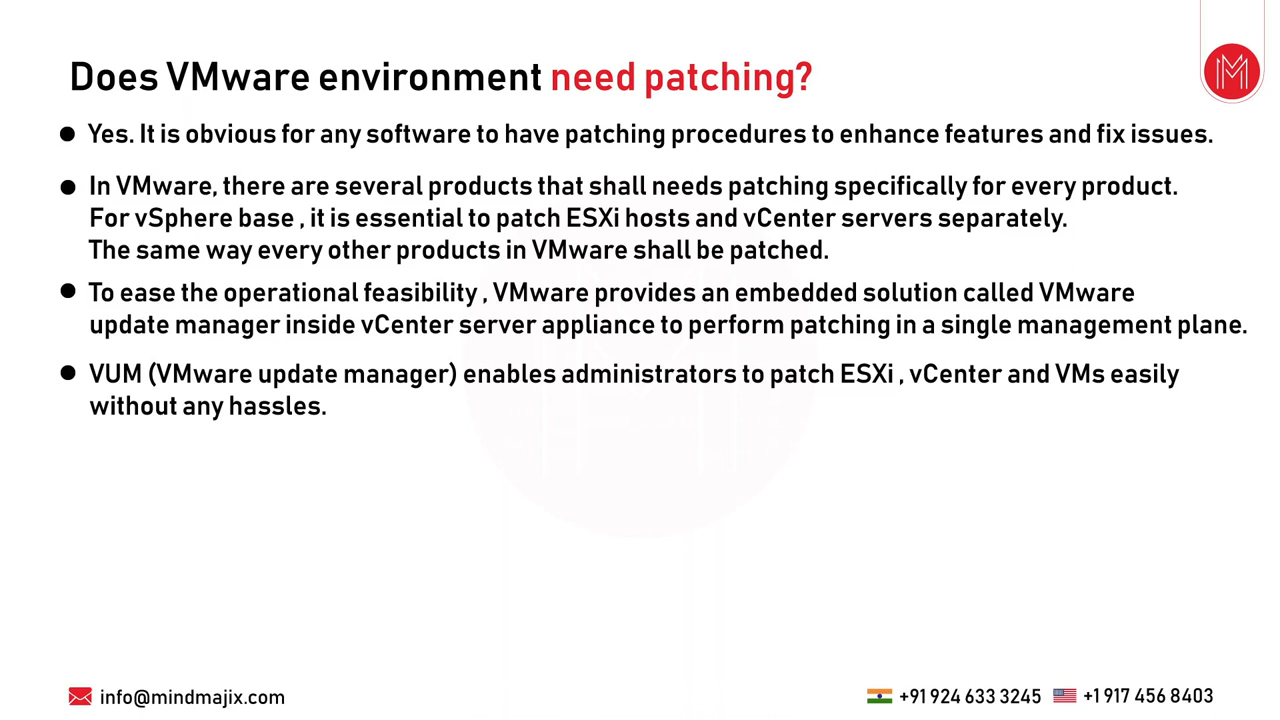 Does VMware environment need patching?
Yes. It is obvious for any software to have patching procedures to enhance features and fix issues.
In VMware, there are several products that shall needs patching specifically for every product.
For vSphere base , it is essential to patch ESXi hosts and vCenter servers separately.
The same way every other products in VMware shall be patched.
To ease the operational feasibility , VMware provides an embedded solution called VMware
update manager inside vCenter server appliance to perform patching in a single management plane.
VUM (VMware update manager) enables administrators to patch ESXi , vCenter and VMs easily
without any hassles.
info@mindmajix.com
+91 924 633 3245
+1 917 456 8403